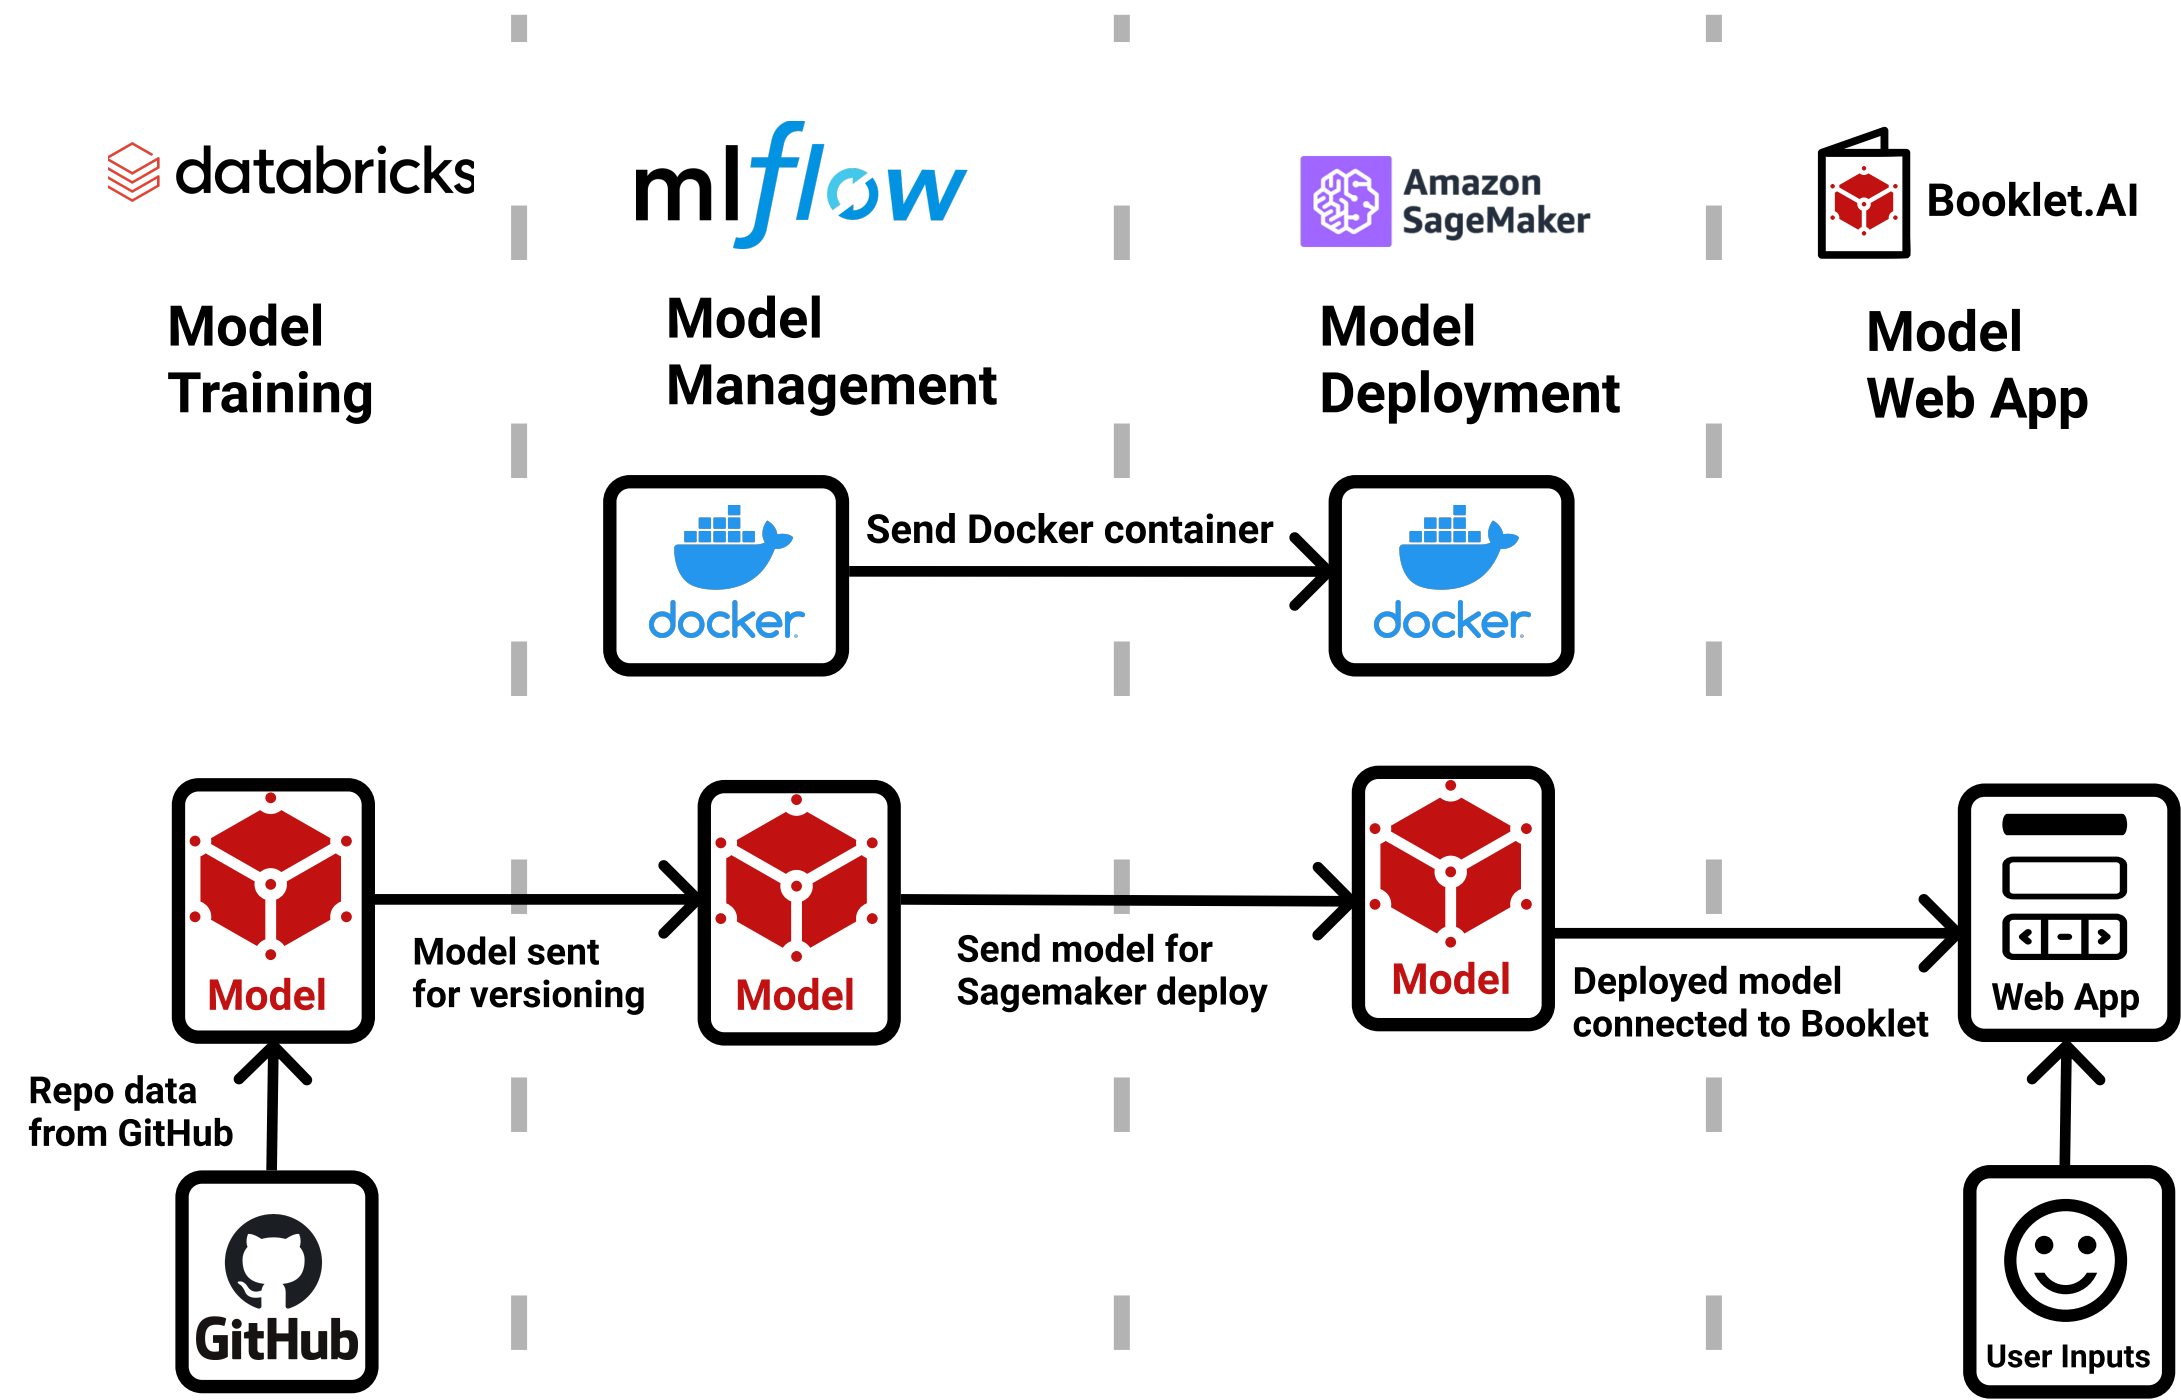 databricks
mlflow
Amazon
SageMaker
Booklet.AI
Model
Training
Model
Management
Model
Deployment
Model
Web App
docker
Send Docker container
docker
Model
Model sent
for versioning
Model
Send model for
Sagemaker deploy
Model
Deployed model
connected to Booklet
Web App
Repo data
from GitHub
GitHub
User Inputs